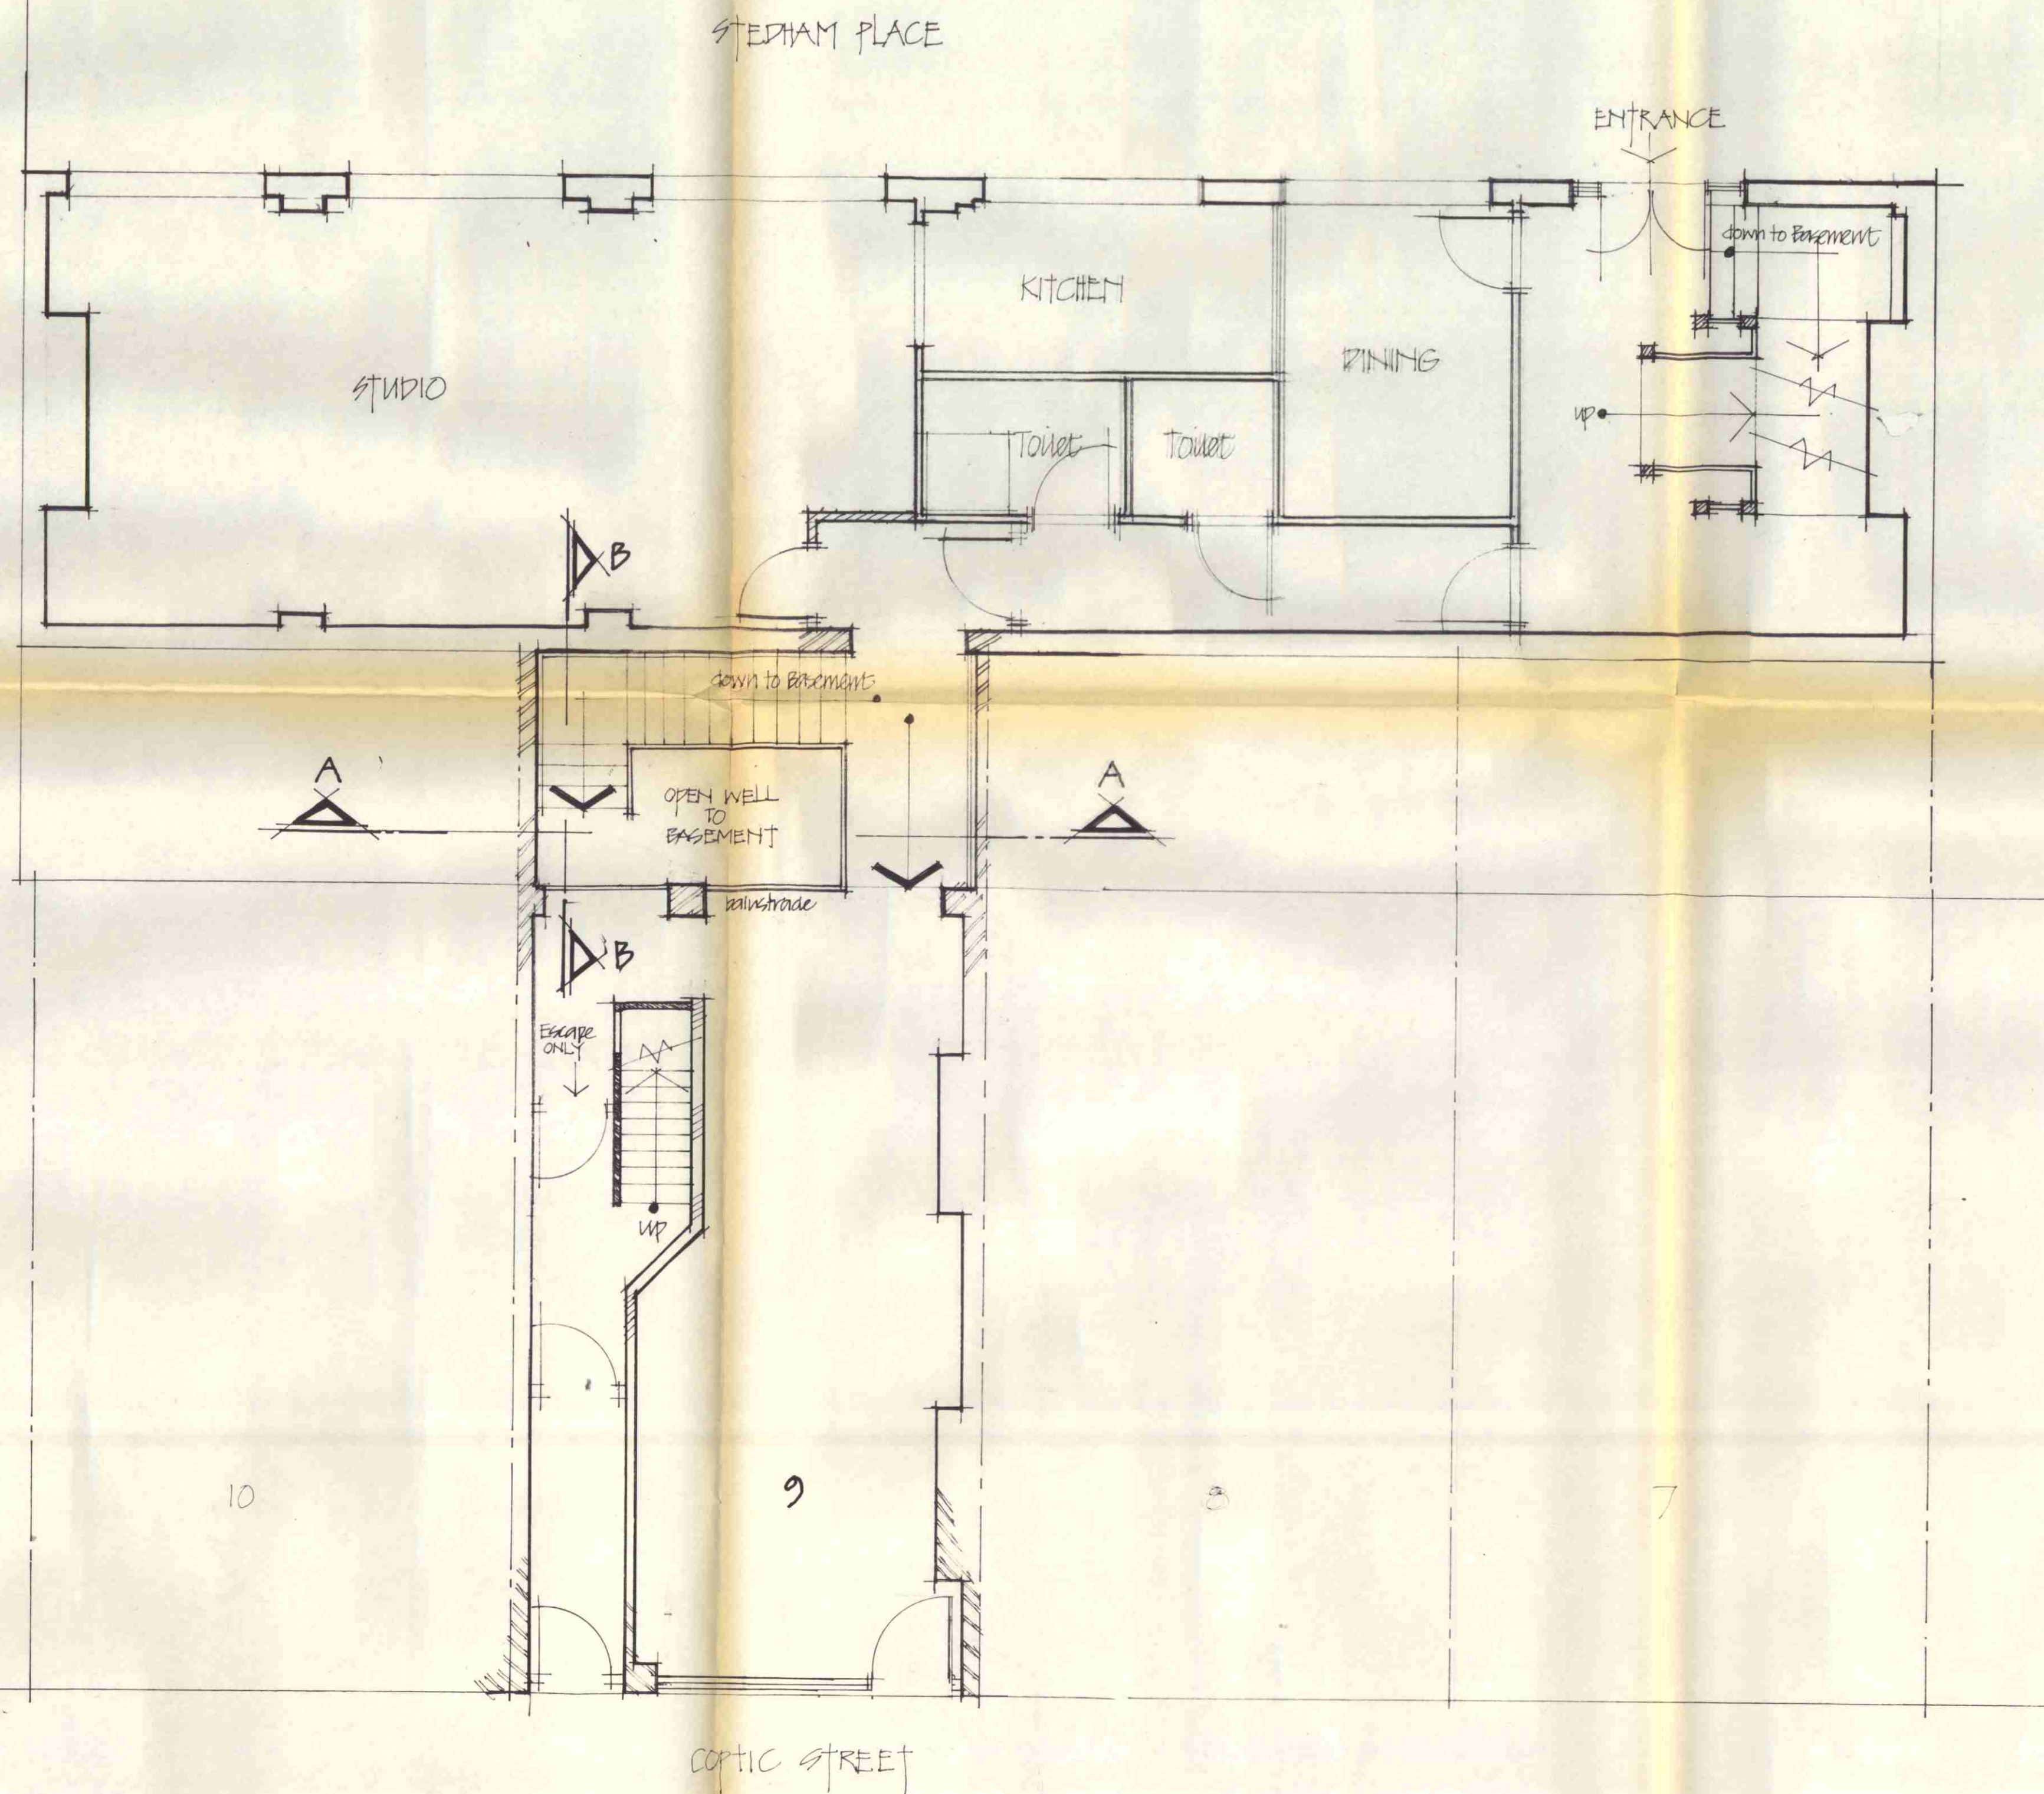 STEDHAM PLACE
ENTRANCE
down to Basement
KITCHEN
DINING
STUDIO
up
Toilet
Toilet
B
down to Basement
A
A
OPEN WELL
TO
BASEMENT
balustrade
B
Escape
ONLY
up
10
9
8
7
COPTIC STREET